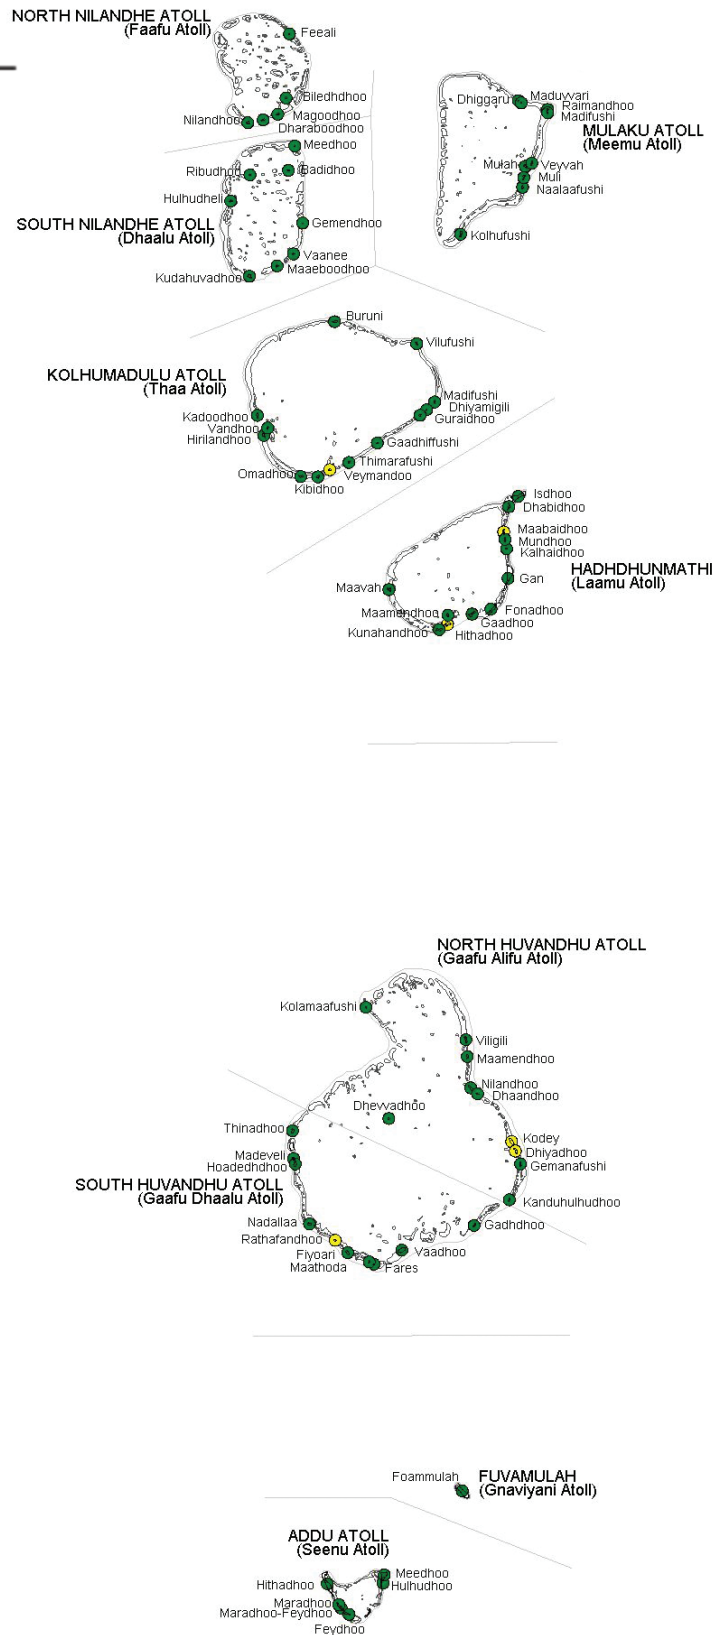 NORTH NILANDHE ATOLL
(Faafu Atoll)
Feeali
Biledhdhoo
Magoodhoo
Nilandhoo
Dharaboodhoo
Dhiggaru
Maduvvari
Raimandhoo
Madifushi
MULAKU ATOLL
(Meemu Atoll)
Mulah
Veyvah
Muli
Naalaafushi
Kolhufushi
Meedhoo
Ribudhoo
Badidhoo
Hulhudheli
SOUTH NILANDHE ATOLL
(Dhaalu Atoll)
Gemendhoo
Vaanee
Maaeboodhoo
Kudahuvadhoo
Buruni
Vilufushi
KOLHUMADULU ATOLL
(Thaa Atoll)
Madifushi
Dhiyamigili
Guraidhoo
Kadoodhoo
Vandhoo
Hirilandhoo
Gaadhiffushi
Thimarafushi
Omadhoo
Veymandoo
Kibidhoo
Isdhoo
Dhabidhoo
Maabaidhoo
Mundhoo
Kalhaidhoo
HADHDHUNMATHI
(Laamu Atoll)
Gan
Maavah
Maamendhoo
Fonadhoo
Gaadhoo
Kunahandhoo
Hithadhoo
NORTH HUVANDHU ATOLL
(Gaafu Alifu Atoll)
Kolamaafushi
Viligili
Maamendhoo
Nilandhoo
Dhaandhoo
Dhevvadhoo
Thinadhoo
Kodey
Dhiyadhoo
Gemanafushi
Madeveli
Hoadedhdhoo
SOUTH HUVANDHU ATOLL
(Gaafu Dhaalu Atoll)
Kanduhulhudhoo
Nadallaa
Gadhdhoo
Rathafandhoo
Fiyoari
Vaadhoo
Maathoda
Fares
Foammulah
FUVAMULAH
(Gnaviyani Atoll)
ADDU ATOLL
(Seenu Atoll)
Hithadhoo
Meedhoo
Hulhudhoo
Maradhoo
Maradhoo-Feydhoo
Feydhoo